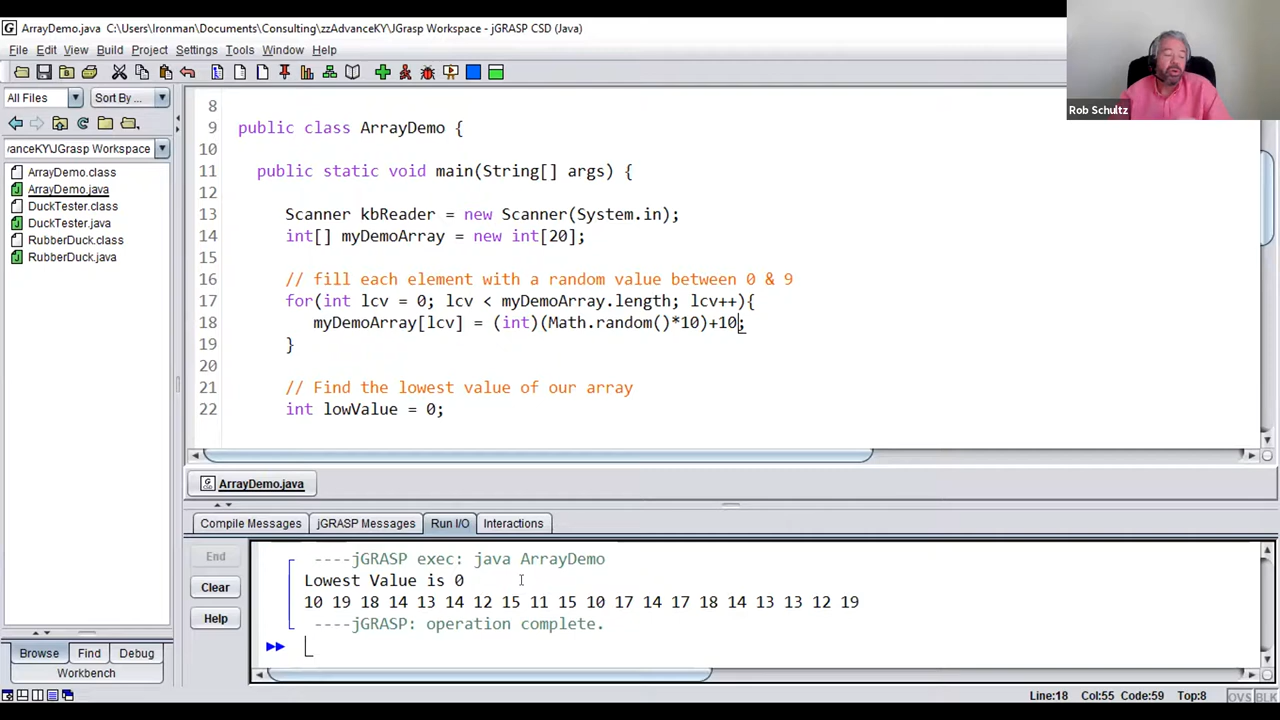 ArrayDemo.java C:\Users\Ironman\Documents\Consulting\zzAdvanceKY\JGrasp Workspace - jGRASP CSD (Java)
File Edit View Build Project Settings Tools Window Help
Rob Schultz
All Files Sort By ...
vanceKY\JGrasp Workspace
ArrayDemo.class
ArrayDemo.java
DuckTester.class
DuckTester.java
RubberDuck.class
RubberDuck.java
8
9 public class ArrayDemo {
10
11 public static void main(String[] args) {
12
13 Scanner kbReader = new Scanner(System.in);
14 int[] myDemoArray = new int[20];
15
16 // fill each element with a random value between 0 & 9
17 for(int lcv = 0; lcv < myDemoArray.length; lcv++){
18 myDemoArray[lcv] = (int)(Math.random()*10)+10;
19 }
20
21 // Find the lowest value of our array
22 int lowValue = 0;
ArrayDemo.java
Compile Messages jGRASP Messages Run I/O Interactions
End
Clear
Help
----jGRASP exec: java ArrayDemo
Lowest Value is 0
10 19 18 14 13 14 12 15 11 15 10 17 14 17 18 14 13 13 12 19
----jGRASP: operation complete.
Browse Find Debug
Workbench
Line:18 Col:55 Code:59 Top:8 OVS BLK